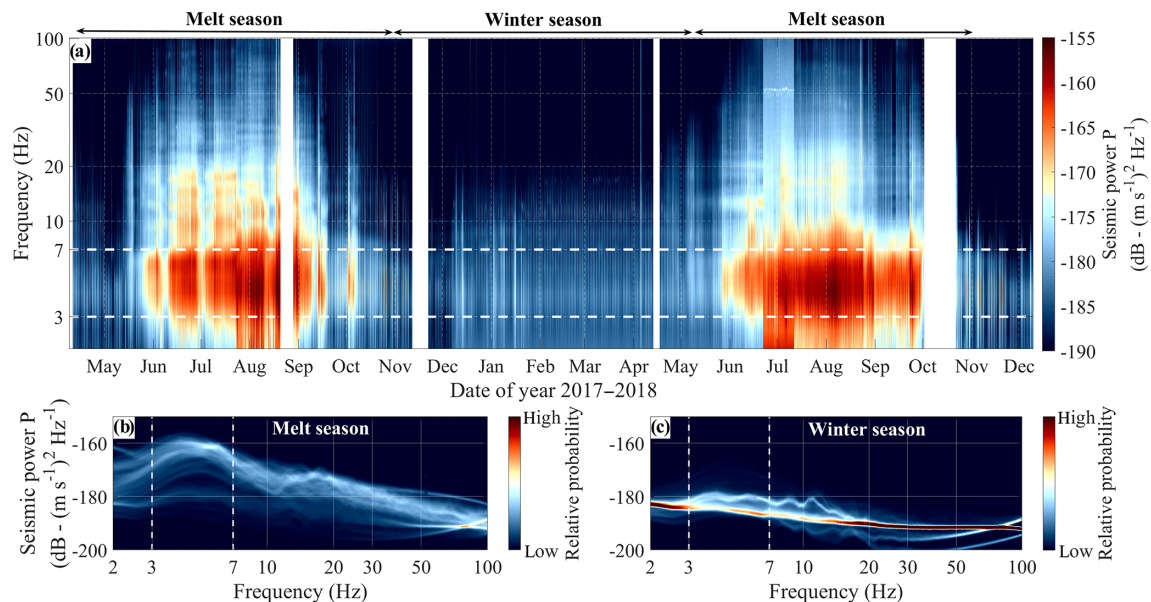 Melt season Winter season Melt season
(a)
100
50
20
10
7
3
Frequency (Hz)
May Jun Jul Aug Sep Oct Nov Dec Jan Feb Mar Apr May Jun Jul Aug Sep Oct Nov Dec
Date of year 2017–2018
-155
-160
-165
-170
-175
-180
-185
-190
Seismic power P
(dB - (m s⁻¹)² Hz⁻¹)
(b)
Melt season
-160
-180
-200
Seismic power P
(dB - (m s⁻¹)² Hz⁻¹)
2 3 7 10 20 30 50 100
Frequency (Hz)
High
Low
Relative probability
(c)
Winter season
-160
-180
-200
2 3 7 10 20 30 50 100
Frequency (Hz)
High
Low
Relative probability